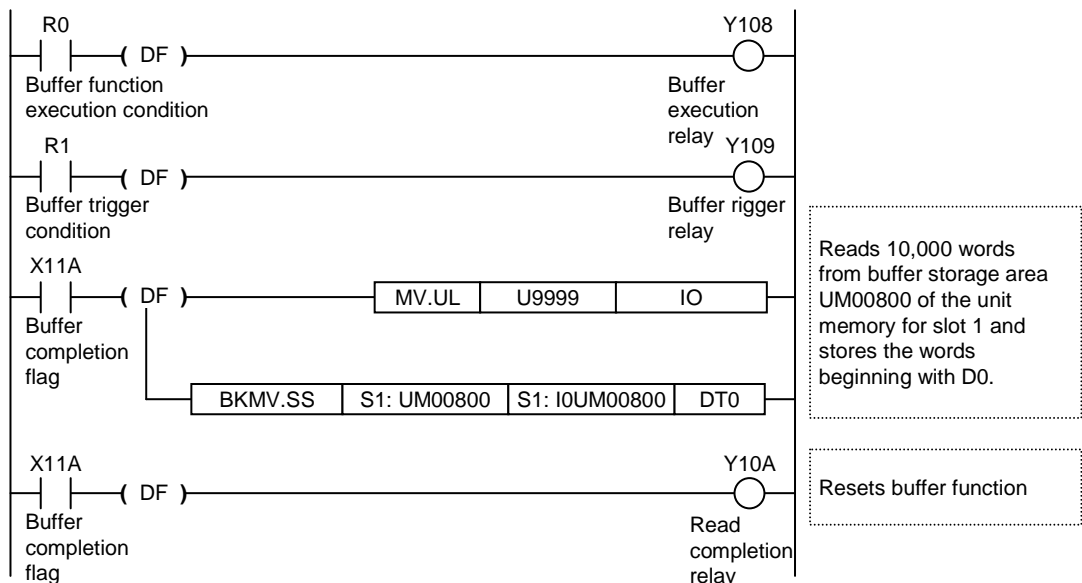 R0
Y108
( DF )
Buffer function
execution condition
Buffer
execution
relay
R1
Y109
( DF )
Buffer trigger
condition
Buffer rigger
relay
X11A
( DF )
MV.UL U9999 IO
Buffer
completion
flag
BKMV.SS S1: UM00800 S1: I0UM00800 DT0
Reads 10,000 words
from buffer storage area
UM00800 of the unit
memory for slot 1 and
stores the words
beginning with D0.
X11A
Y10A
( DF )
Buffer
completion
flag
Read
completion
relay
Resets buffer function